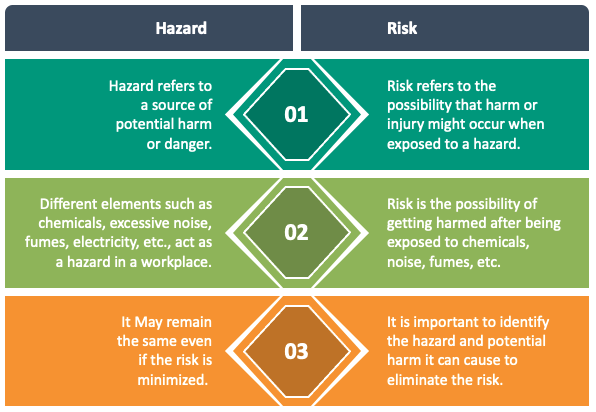 Hazard
Risk
Hazard refers to
a source of
potential harm
or danger.
01
Risk refers to the
possibility that harm or
injury might occur when
exposed to a hazard.
Different elements such as
chemicals, excessive noise,
fumes, electricity, etc., act as
a hazard in a workplace.
02
Risk is the possibility of
getting harmed after being
exposed to chemicals,
noise, fumes, etc.
It May remain
the same even
if the risk is
minimized.
03
It is important to identify
the hazard and potential
harm it can cause to
eliminate the risk.